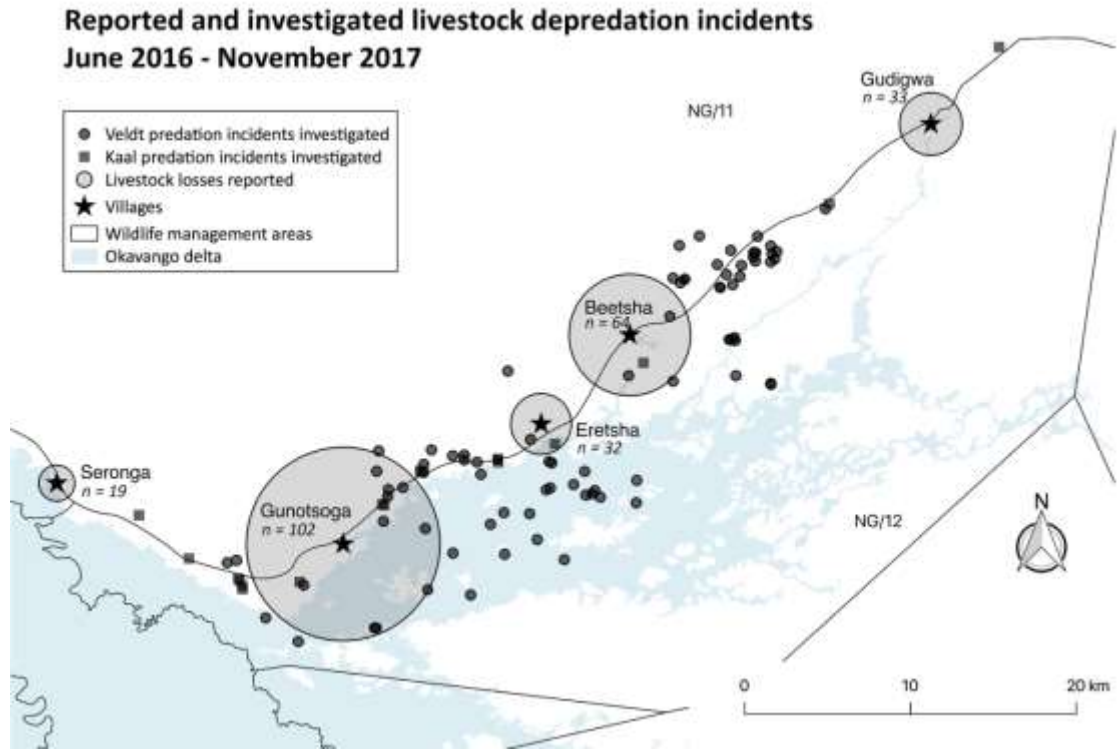 Reported and investigated livestock depredation incidents
June 2016 - November 2017
Veldt predation incidents investigated
Kaal predation incidents investigated
Livestock losses reported
Villages
Wildlife management areas
Okavango delta
NG/11
Gudigwa
n = 33
Beetsha
n = 64
Eretsha
n = 32
Seronga
n = 19
Gunotsoga
n = 102
NG/12
N
0 10 20 km